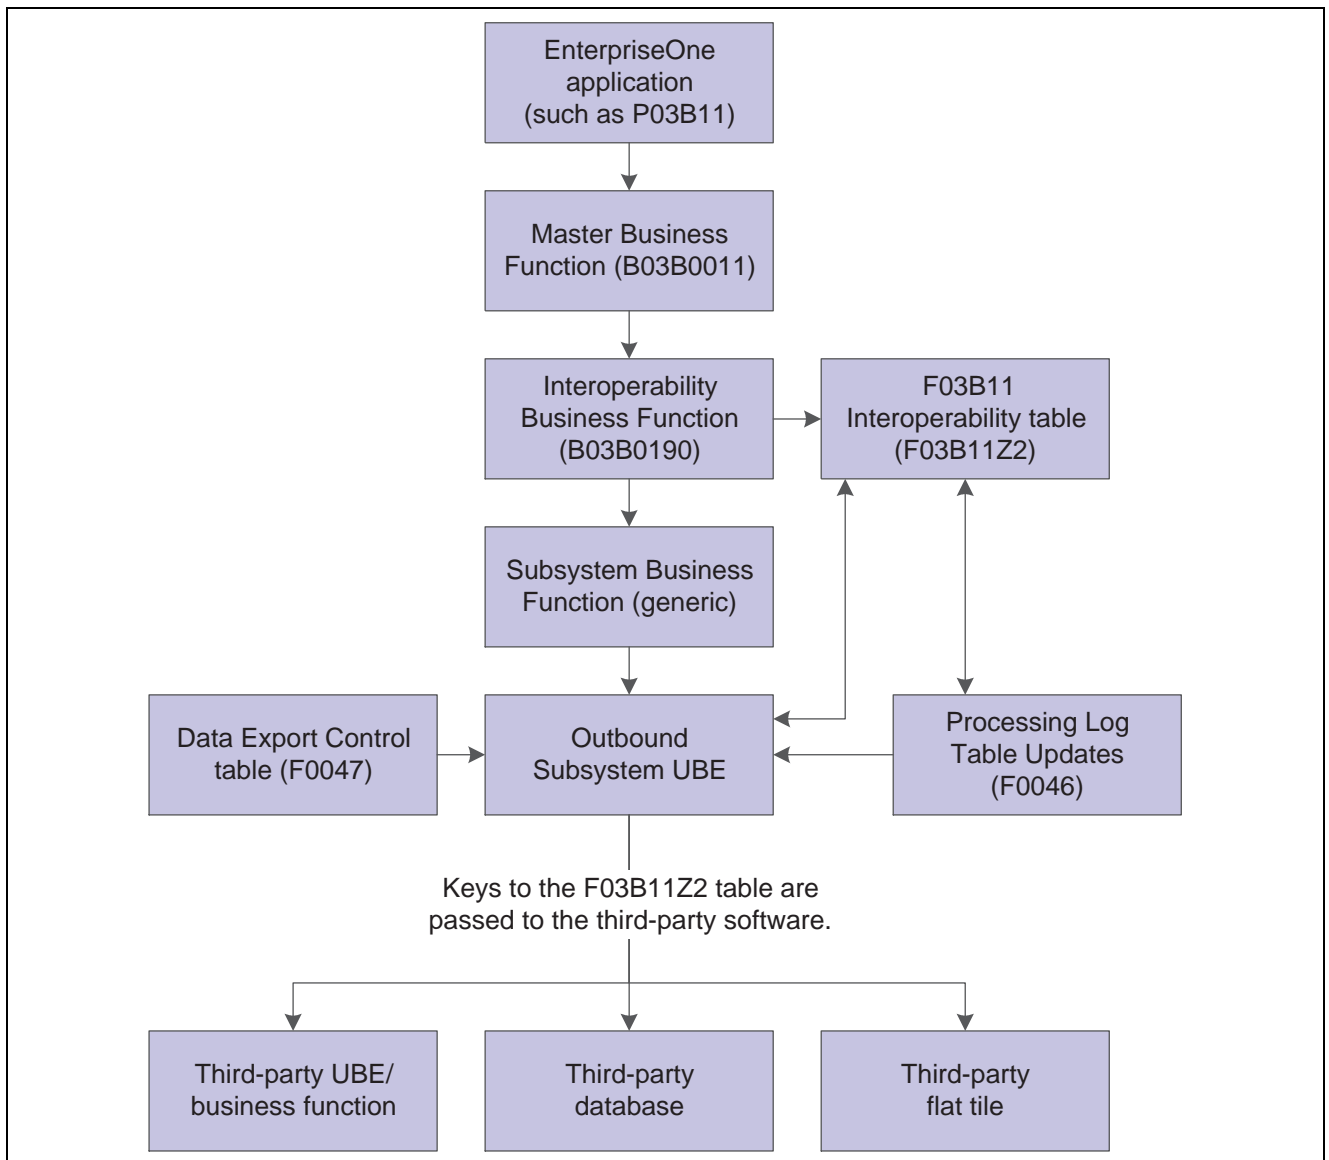 EnterpriseOne
application
(such as P03B11)
Master Business
Function (B03B0011)
Interoperability
Business Function
(B03B0190)
F03B11
Interoperability table
(F03B11Z2)
Subsystem Business
Function (generic)
Data Export Control
table (F0047)
Outbound
Subsystem UBE
Processing Log
Table Updates
(F0046)
Keys to the F03B11Z2 table are
passed to the third-party software.
Third-party UBE/
business function
Third-party
database
Third-party
flat tile